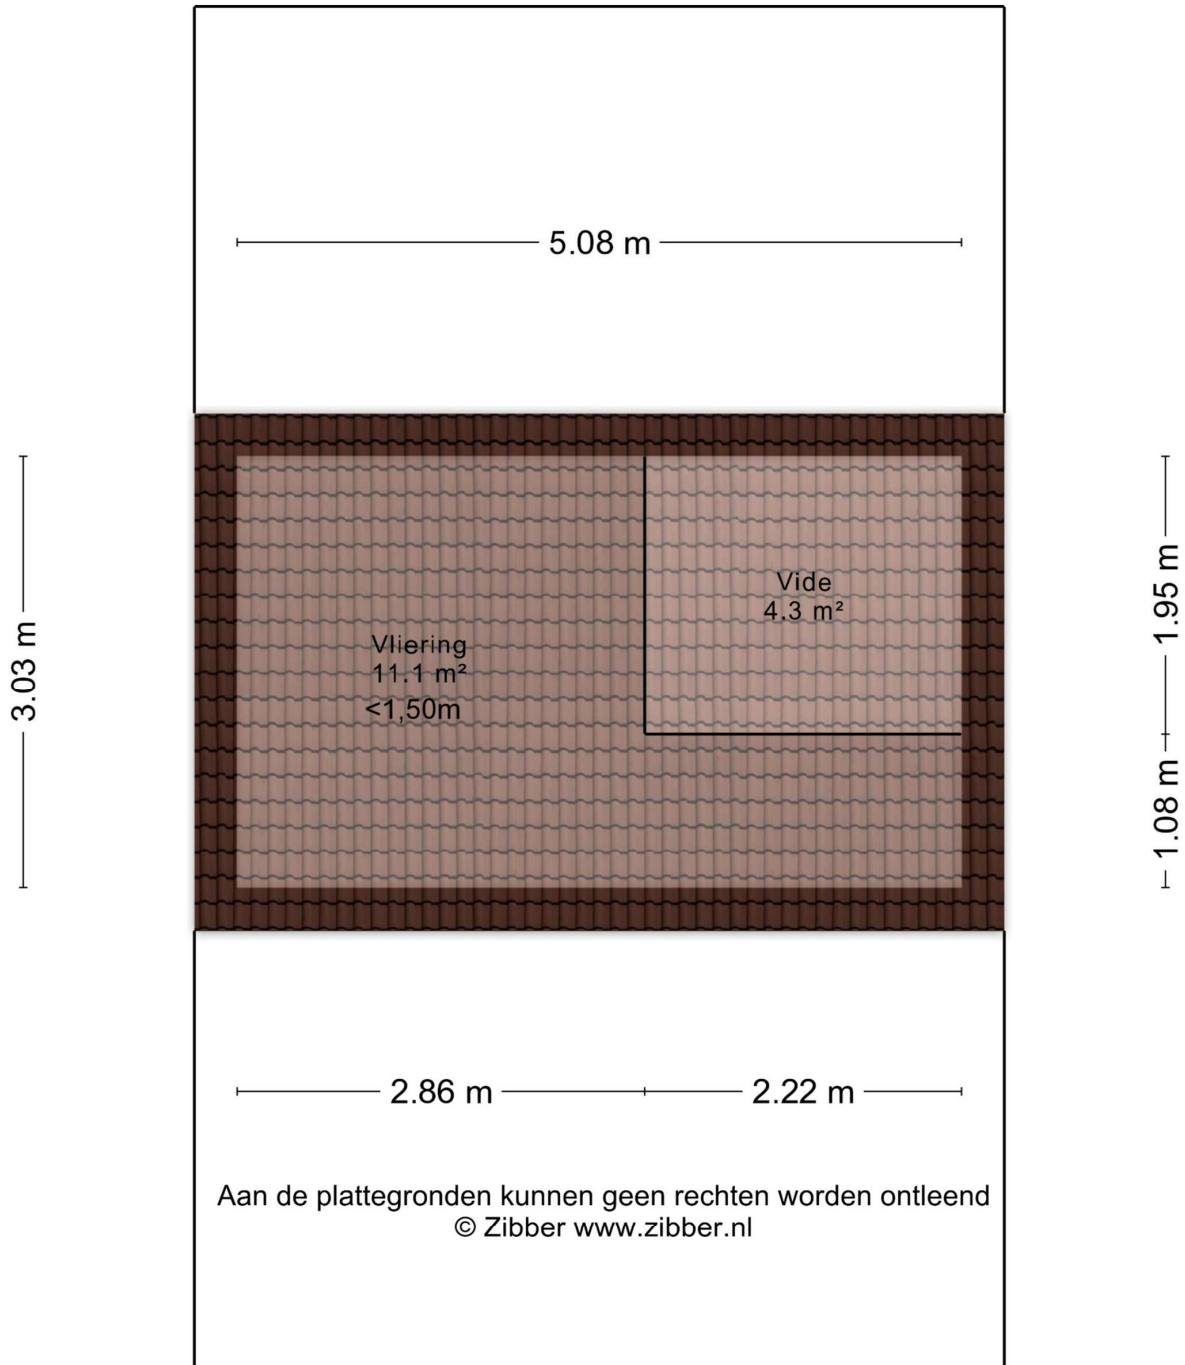 5.08 m
3.03 m
1.95 m
1.08 m
Vide
4.3 m²
Vliering
11.1 m²
<1,50m
2.86 m
2.22 m
Aan de plattegronden kunnen geen rechten worden ontleend
© Zibber www.zibber.nl